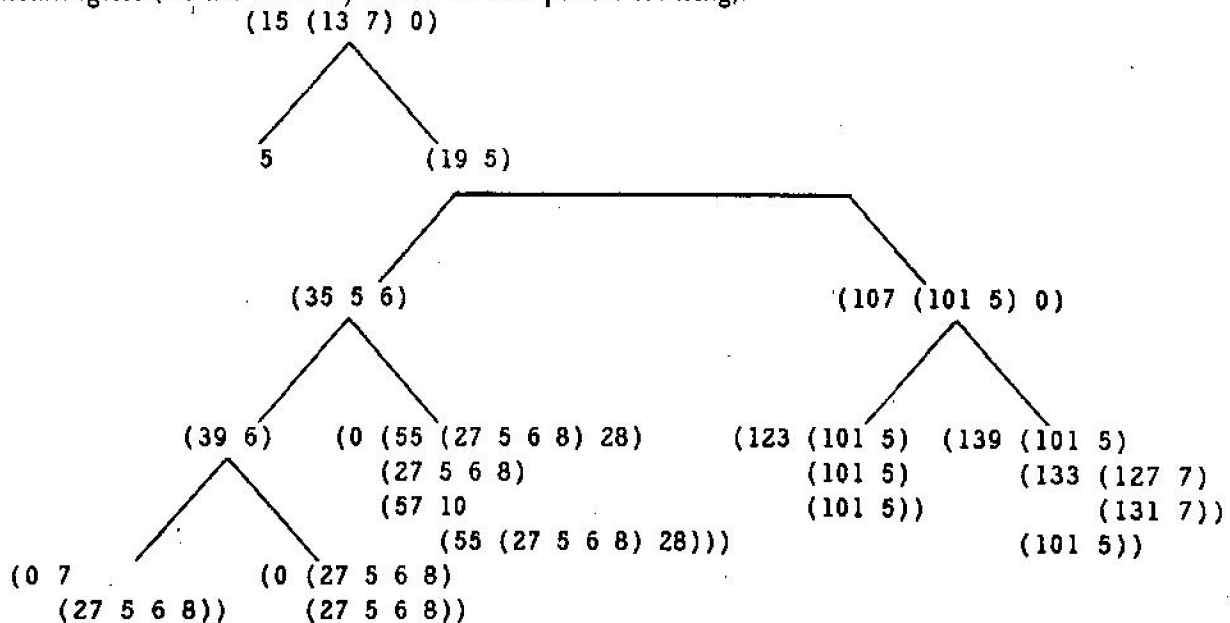 (15 (13 7) 0)
5 (19 5)
(35 5 6) (107 (101 5) 0)
(39 6) (0 (55 (27 5 6 8) 28) (123 (101 5) (139 (101 5)
(27 5 6 8) (101 5) (133 (127 7)
(57 10 (101 5)) (131 7))
(55 (27 5 6 8) 28))) (101 5))
(0 7 (0 (27 5 6 8)
(27 5 6 8)) (27 5 6 8))